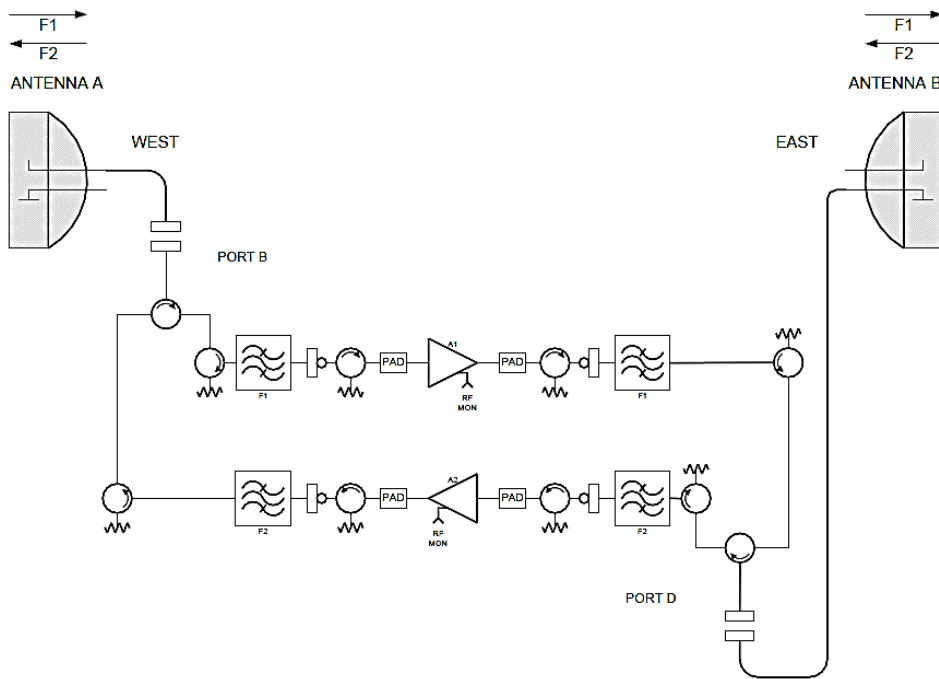 F1
F2
ANTENNA A
F1
F2
ANTENNA B
WEST
EAST
PORT B
A1
PAD
PAD
RF
MON
F1
F1
A2
PAD
PAD
RF
MON
F2
F2
PORT D